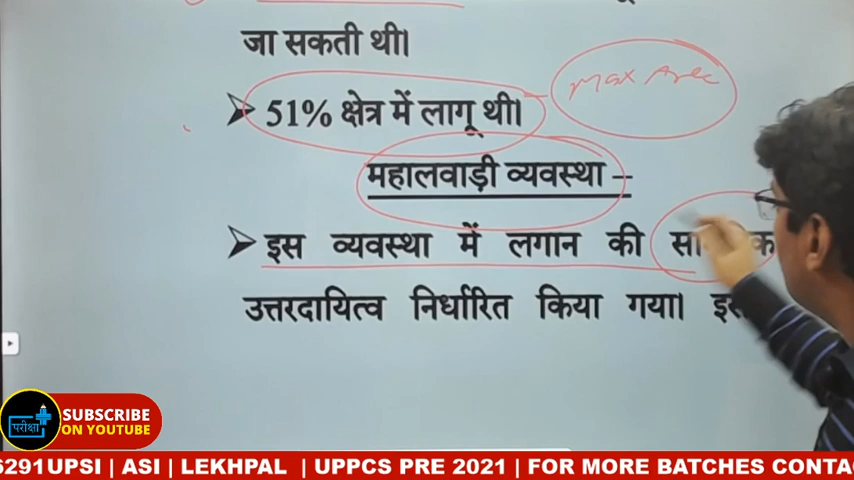 जा सकती थी।
51% क्षेत्र में लागू थी।
Max Area
महालवाड़ी व्यवस्था –
इस व्यवस्था में लगान की
उत्तरदायित्व निर्धारित किया गया।
परीक्षा
SUBSCRIBE
ON YOUTUBE
6291UPSI | ASI | LEKHPAL | UPPCS PRE 2021 | FOR MORE BATCHES CONTA